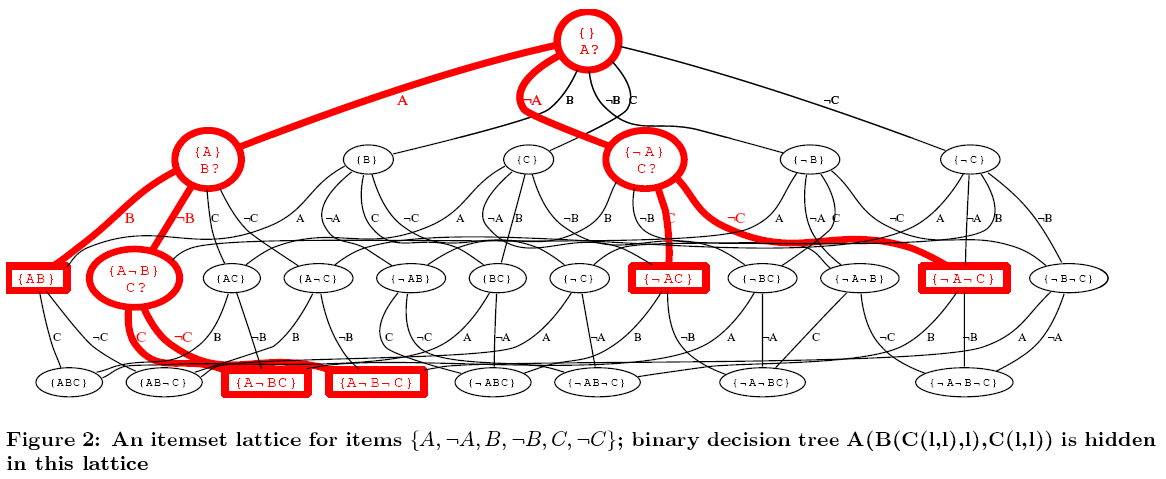 {}
A?
A ¬A B ¬B C ¬C
{A} {B} {C} {¬A} {¬B} {¬C}
B? C?
B ¬B C ¬C A ¬A C ¬C A ¬A B ¬B B ¬B C ¬C A ¬A C ¬C A ¬A B ¬B
{AB} {A¬B} {AC} {A¬C} {¬AB} {BC} {¬C} {¬AC} {¬BC} {¬A¬B} {¬A¬C} {¬B¬C}
C?
C ¬C C ¬C B ¬B B ¬B C ¬C A ¬A A ¬A B ¬B A ¬A C ¬C B ¬B A ¬A
{ABC} {AB¬C} {A¬BC} {A¬B¬C} {¬ABC} {¬AB¬C} {¬A¬BC} {¬A¬B¬C}
Figure 2: An itemset lattice for items {A, ¬A, B, ¬B, C, ¬C}; binary decision tree A(B(C(l,l),l),C(l,l)) is hidden
in this lattice